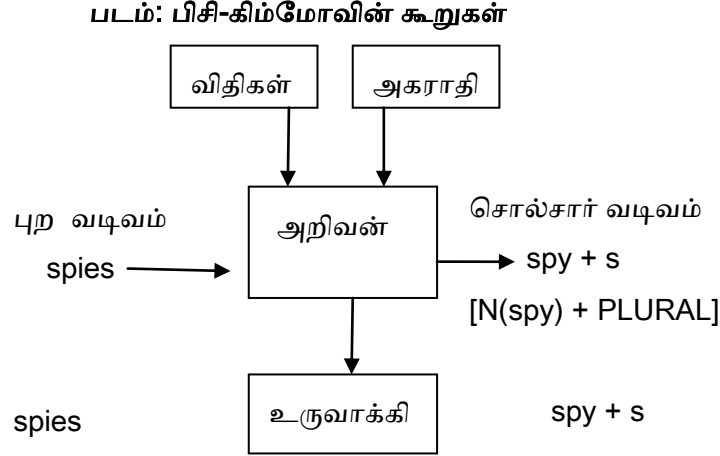 படம்: பிசி-கிம்மோவின் கூறுகள்
விதிகள்
அகராதி
புற வடிவம்
அறிவன்
சொல்சார் வடிவம்
spies
spy + s
[N(spy) + PLURAL]
spies
உருவாக்கி
spy + s